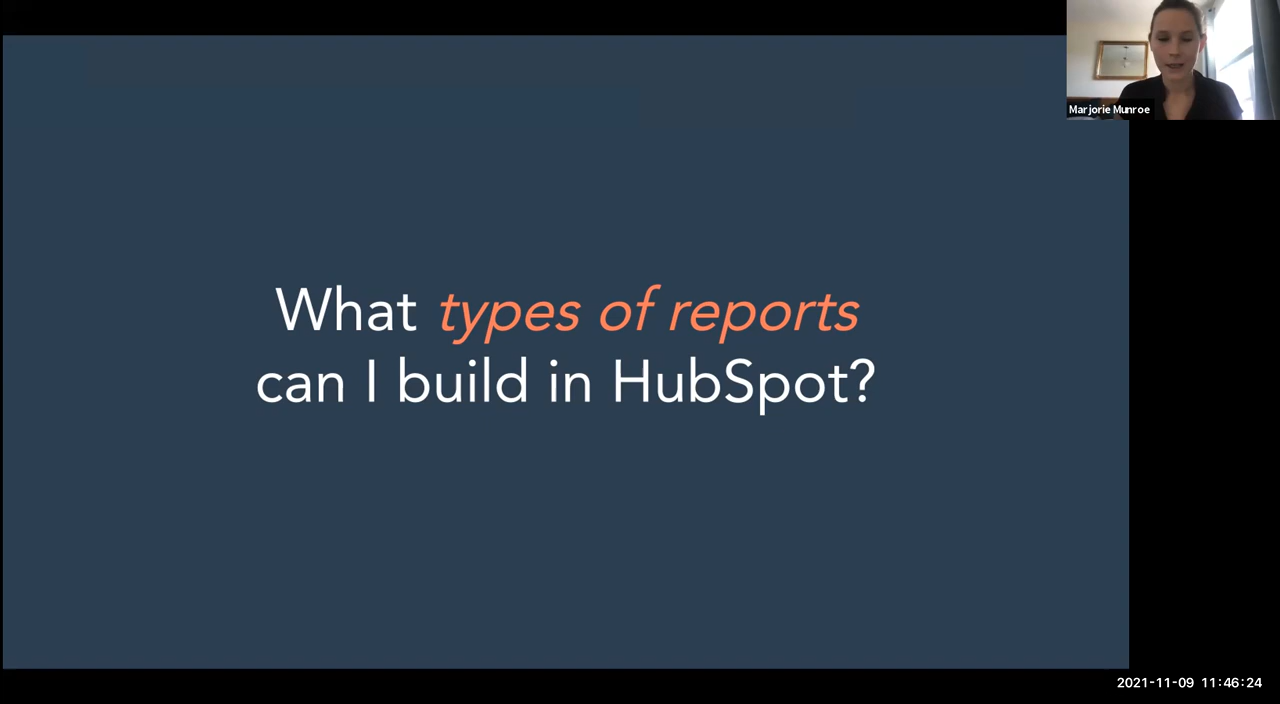 Marjorie Munroe
What types of reports
can I build in HubSpot?
2021-11-09 11:46:24